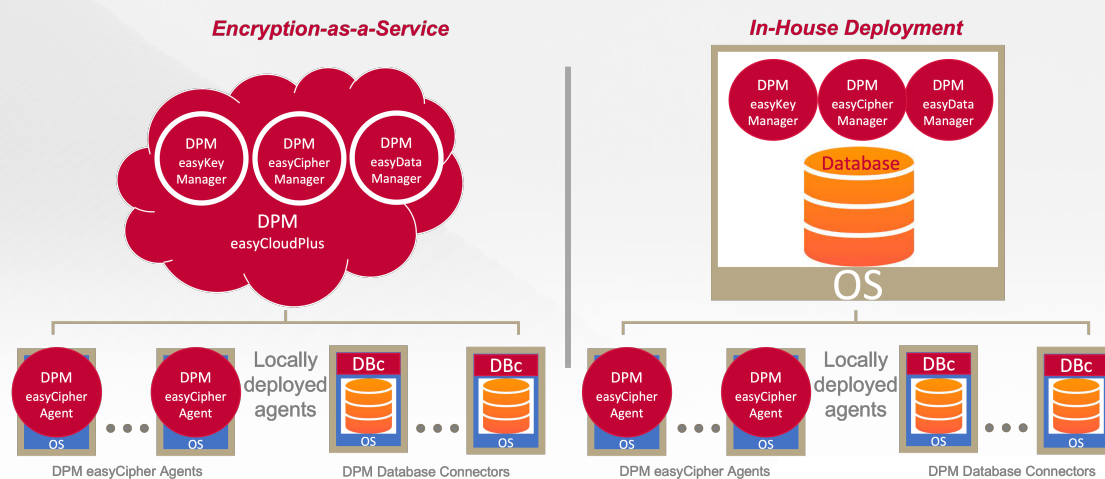 Encryption-as-a-Service
DPM
easyKey
Manager
DPM
easyCipher
Manager
DPM
easyData
Manager
DPM
easyCloudPlus
DPM
easyCipher
Agent
OS
DPM
easyCipher
Agent
OS
DPM easyCipher Agents
Locally
deployed
agents
DBc
OS
DBc
OS
DPM Database Connectors
In-House Deployment
DPM
easyKey
Manager
DPM
easyCipher
Manager
DPM
easyData
Manager
Database
OS
DPM
easyCipher
Agent
OS
DPM
easyCipher
Agent
OS
DPM easyCipher Agents
Locally
deployed
agents
DBc
OS
DBc
OS
DPM Database Connectors